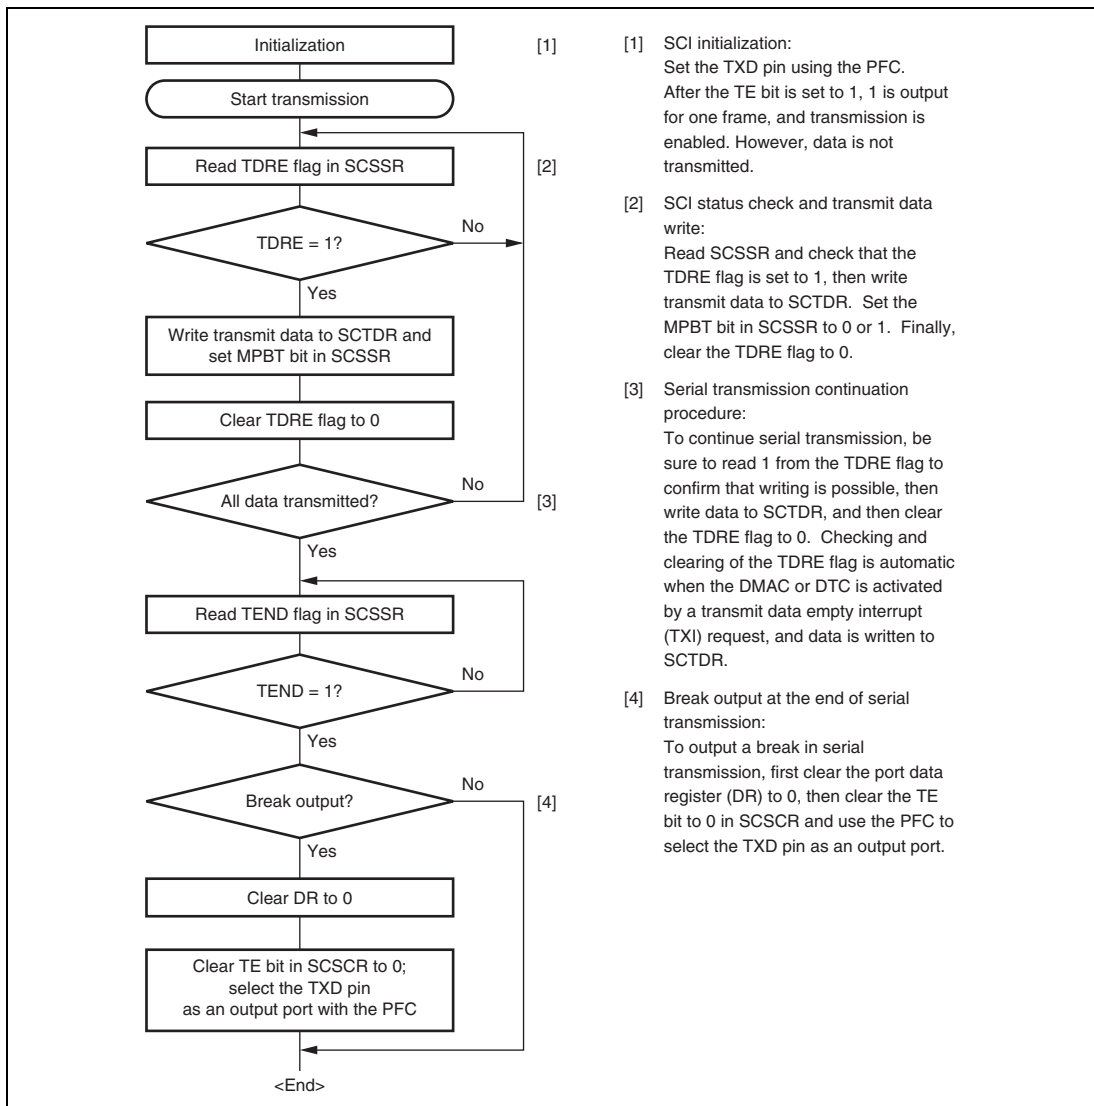 Initialization
[1]
Start transmission
Read TDRE flag in SCSSR
[2]
TDRE = 1?
No
Yes
Write transmit data to SCTDR and
set MPBT bit in SCSSR
Clear TDRE flag to 0
All data transmitted?
No
[3]
Yes
Read TEND flag in SCSSR
TEND = 1?
No
Yes
Break output?
No
[4]
Yes
Clear DR to 0
Clear TE bit in SCSCR to 0;
select the TXD pin
as an output port with the PFC
<End>
[1] SCI initialization:
Set the TXD pin using the PFC.
After the TE bit is set to 1, 1 is output
for one frame, and transmission is
enabled. However, data is not
transmitted.
[2] SCI status check and transmit data
write:
Read SCSSR and check that the
TDRE flag is set to 1, then write
transmit data to SCTDR. Set the
MPBT bit in SCSSR to 0 or 1. Finally,
clear the TDRE flag to 0.
[3] Serial transmission continuation
procedure:
To continue serial transmission, be
sure to read 1 from the TDRE flag to
confirm that writing is possible, then
write data to SCTDR, and then clear
the TDRE flag to 0. Checking and
clearing of the TDRE flag is automatic
when the DMAC or DTC is activated
by a transmit data empty interrupt
(TXI) request, and data is written to
SCTDR.
[4] Break output at the end of serial
transmission:
To output a break in serial
transmission, first clear the port data
register (DR) to 0, then clear the TE
bit to 0 in SCSCR and use the PFC to
select the TXD pin as an output port.